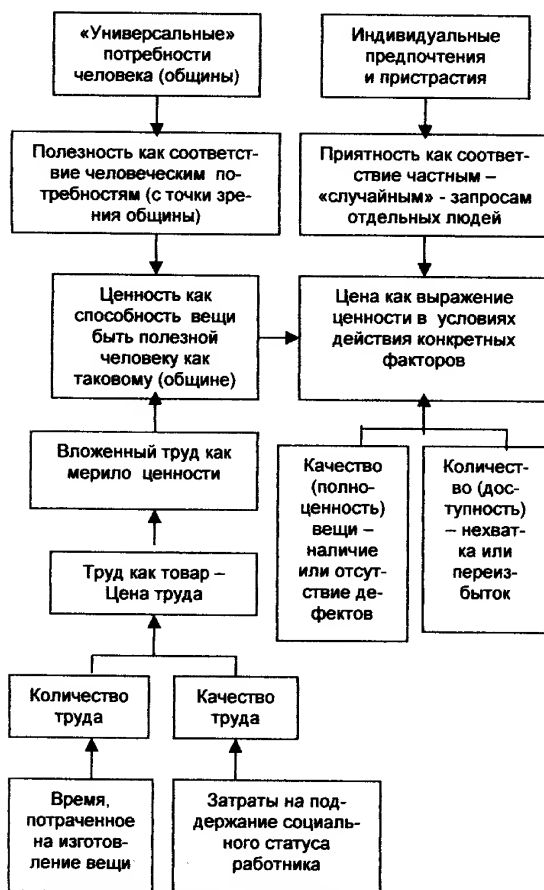 «Универсальные»
потребности
человека (общины)
Индивидуальные
предпочтения
и пристрастия
Полезность как соответст-
вие человеческим по-
требностям (с точки зре-
ния общины)
Приятность как соответ-
ствие частным –
«случайным» - запросам
отдельных людей
Ценность как
способность вещи
быть полезной
человеку как
таковому (общине)
Цена как выражение
ценности в условиях
действия конкретных
факторов
Вложенный труд как
мерило ценности
Качество
(полно-
ценность)
вещи –
наличие
или отсут-
ствие де-
фектов
Количест-
во (дос-
тупность)
– нехват-
ка или
переиз-
быток
Труд как товар –
Цена труда
Количество
труда
Качество
труда
Время,
потраченное
на изготов-
ление вещи
Затраты на под-
держание социаль-
ного статуса
работника